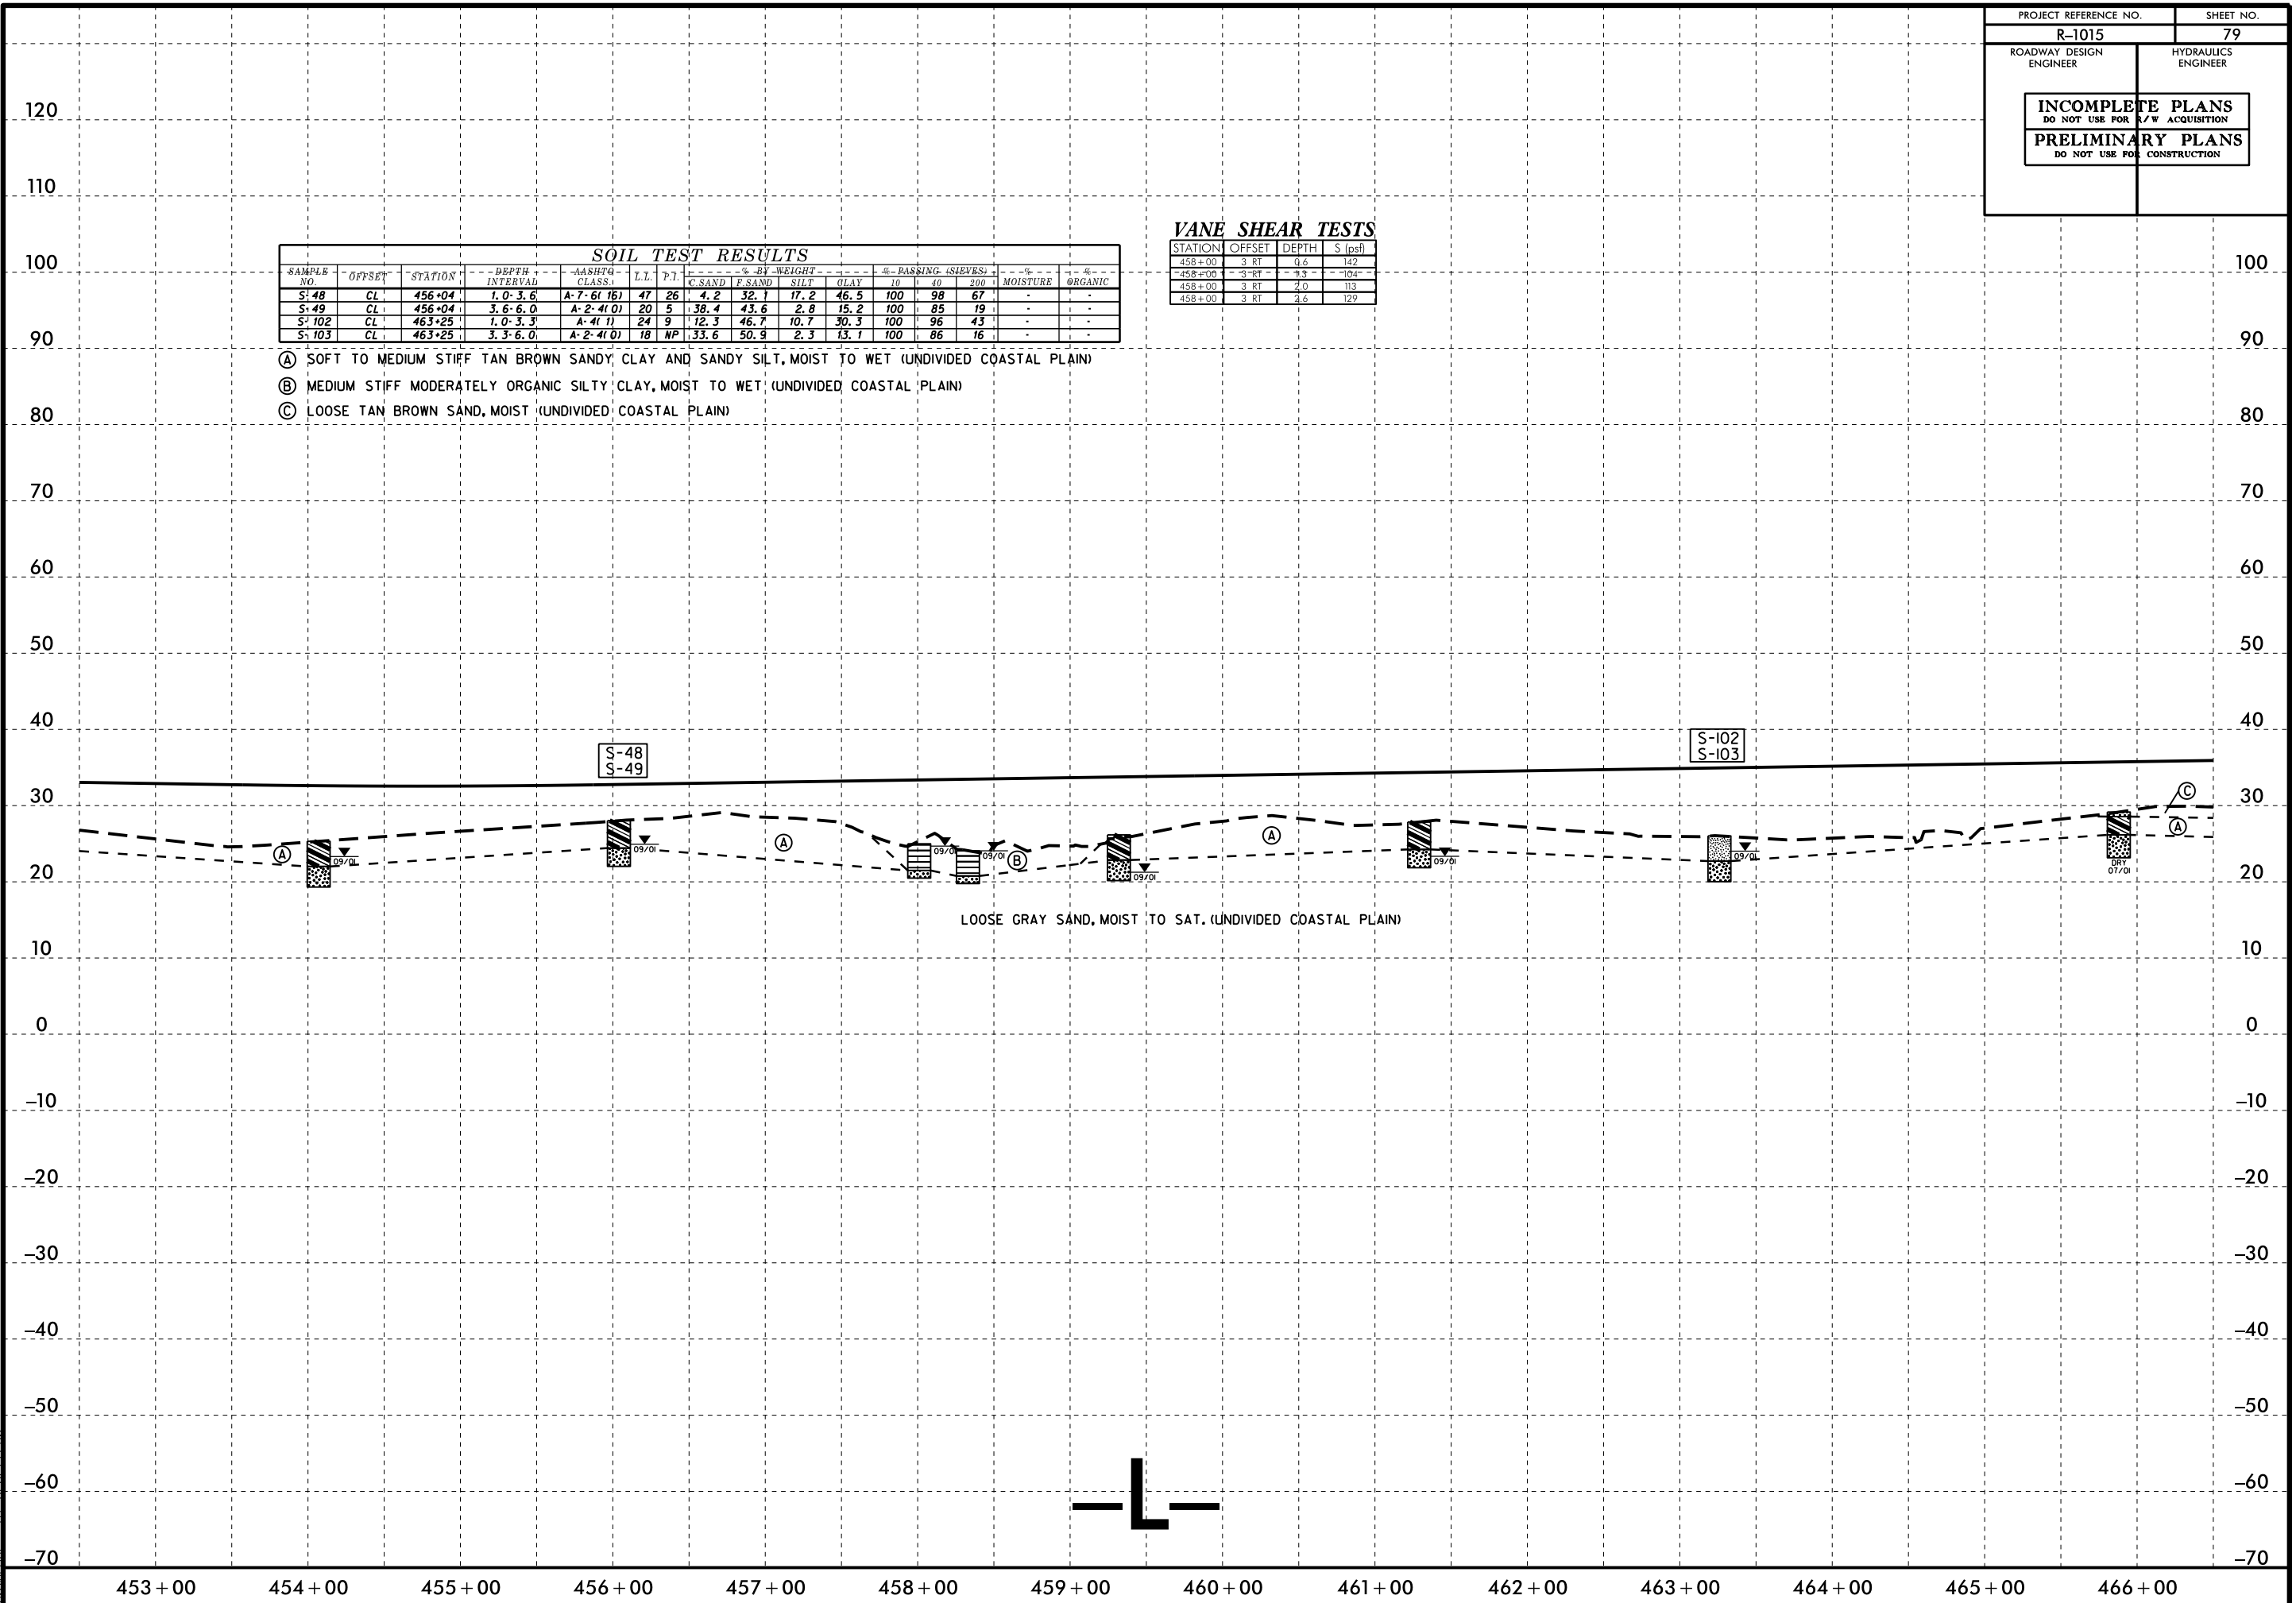 PROJECT REFERENCE NO. SHEET NO.
R-1015 79
ROADWAY DESIGN ENGINEER HYDRAULICS ENGINEER
INCOMPLETE PLANS
DO NOT USE FOR R/W ACQUISITION
PRELIMINARY PLANS
DO NOT USE FOR CONSTRUCTION
SOIL TEST RESULTS
SAMPLE NO. OFFSET STATION DEPTH INTERVAL AASHTO CLASS. L.L. P.I. % BY WEIGHT % PASSING (SIEVES) % MOISTURE % ORGANIC
C.SAND F.SAND SILT CLAY 10 40 200
S-48 CL 456+04 1.0-3.6 A-7-6(16) 47 26 4.2 32.1 17.2 46.5 100 98 67 - -
S-49 CL 456+04 3.6-6.0 A-2-4(0) 20 5 38.4 43.6 2.8 15.2 100 85 19 - -
S-102 CL 463+25 1.0-3.3 A-4(1) 24 9 12.3 46.7 10.7 30.3 100 96 43 - -
S-103 CL 463+25 3.3-6.0 A-2-4(0) 18 NP 33.6 50.9 2.3 13.1 100 86 16 - -
VANE SHEAR TESTS
STATION OFFSET DEPTH S (psf)
458+00 3 RT 0.6 142
458+00 3 RT 1.3 104
458+00 3 RT 2.0 113
458+00 3 RT 2.6 129
A SOFT TO MEDIUM STIFF TAN BROWN SANDY CLAY AND SANDY SILT, MOIST TO WET (UNDIVIDED COASTAL PLAIN)
B MEDIUM STIFF MODERATELY ORGANIC SILTY CLAY, MOIST TO WET (UNDIVIDED COASTAL PLAIN)
C LOOSE TAN BROWN SAND, MOIST (UNDIVIDED COASTAL PLAIN)
120
110
100 100
90 90
80 80
70 70
60 60
50 50
40 40
S-48
S-49
S-102
S-103
30 30
C
A 09/01 09/01 A 09/01 09/01 B 09/01 A 09/01 09/01 A
DRY
07/01
20 20
LOOSE GRAY SAND, MOIST TO SAT. (UNDIVIDED COASTAL PLAIN)
10 10
0 0
-10 -10
-20 -20
-30 -30
-40 -40
-50 -50
-60 -60
-L-
-70 -70
453+00 454+00 455+00 456+00 457+00 458+00 459+00 460+00 461+00 462+00 463+00 464+00 465+00 466+00